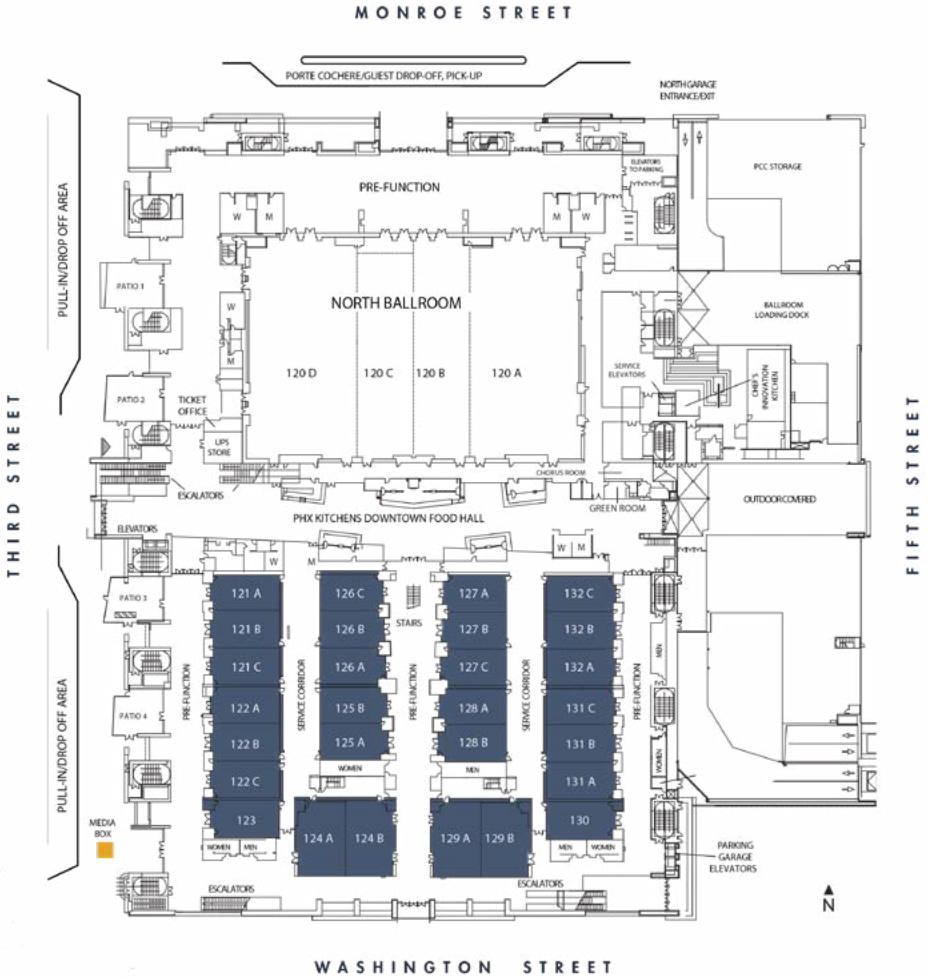 MONROE STREET
PORTE COCHERE/GUEST DROP-OFF, PICK-UP
NORTH GARAGE
ENTRANCE/EXIT
PULL-IN/DROP OFF AREA
PRE-FUNCTION
ELEVATORS
TO PARKING
PCC STORAGE
W
M
M
W
PATIO 1
NORTH BALLROOM
BALLROOM
LOADING DOCK
W
M
120 D
120 C
120 B
120 A
SERVICE
ELEVATORS
CHEF'S
INNOVATION
KITCHEN
PATIO 2
TICKET
OFFICE
UPS
STORE
THIRD STREET
FIFTH STREET
CHORUS ROOM
ESCALATORS
GREEN ROOM
OUTDOOR COVERED
PHX KITCHENS DOWNTOWN FOOD HALL
ELEVATORS
W
M
W
M
PATIO 3
121 A
126 C
127 A
132 C
STAIRS
121 B
126 B
127 B
132 B
MEN
121 C
126 A
127 C
132 A
PRE-FUNCTION
SERVICE CORRIDOR
PRE-FUNCTION
SERVICE CORRIDOR
PRE-FUNCTION
PULL-IN/DROP OFF AREA
PATIO 4
122 A
125 B
128 A
131 C
122 B
125 A
128 B
131 B
WOMEN
WOMEN
MEN
122 C
131 A
MEDIA
BOX
123
124 A
124 B
129 A
129 B
130
WOMEN
MEN
MEN
WOMEN
PARKING
GARAGE
ELEVATORS
ESCALATORS
ESCALATORS
N
WASHINGTON STREET